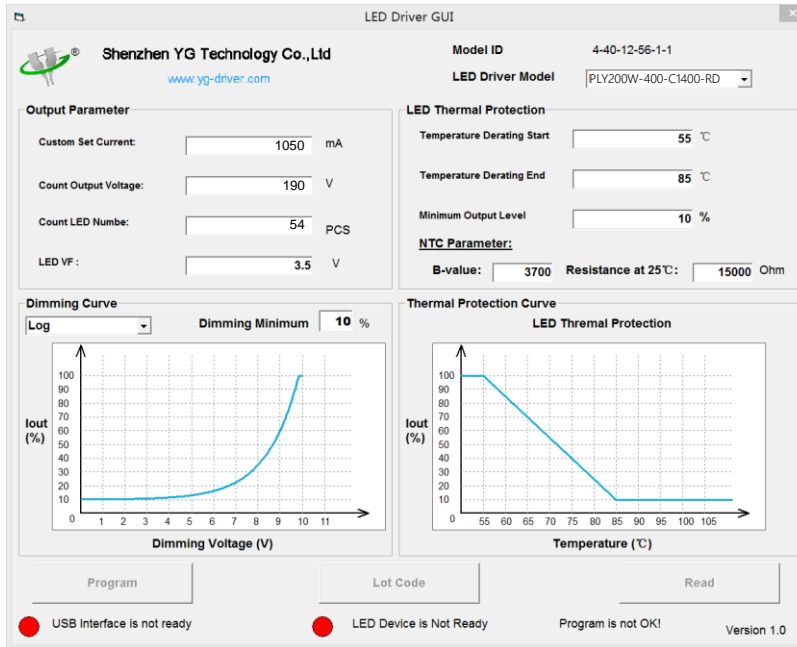 LED Driver GUI
×
®
Shenzhen YG Technology Co.,Ltd
www.yg-driver.com
Model ID 4-40-12-56-1-1
LED Driver Model PLY200W-400-C1400-RD
Output Parameter
Custom Set Current: 1050 mA
Count Output Voltage: 190 V
Count LED Numbe: 54 PCS
LED VF : 3.5 V
LED Thermal Protection
Temperature Derating Start 55 ℃
Temperature Derating End 85 ℃
Minimum Output Level 10 %
NTC Parameter:
B-value: 3700 Resistance at 25℃: 15000 Ohm
Dimming Curve
Log Dimming Minimum 10 %
100
90
80
70
60
50
40
30
20
10
Iout
(%)
0 1 2 3 4 5 6 7 8 9 10 11
Dimming Voltage (V)
Thermal Protection Curve
LED Thremal Protection
100
90
80
70
60
50
40
30
20
10
Iout
(%)
0 55 60 65 70 75 80 85 90 95 100 105
Temperature (℃)
Program Lot Code Read
USB Interface is not ready LED Device is Not Ready Program is not OK! Version 1.0